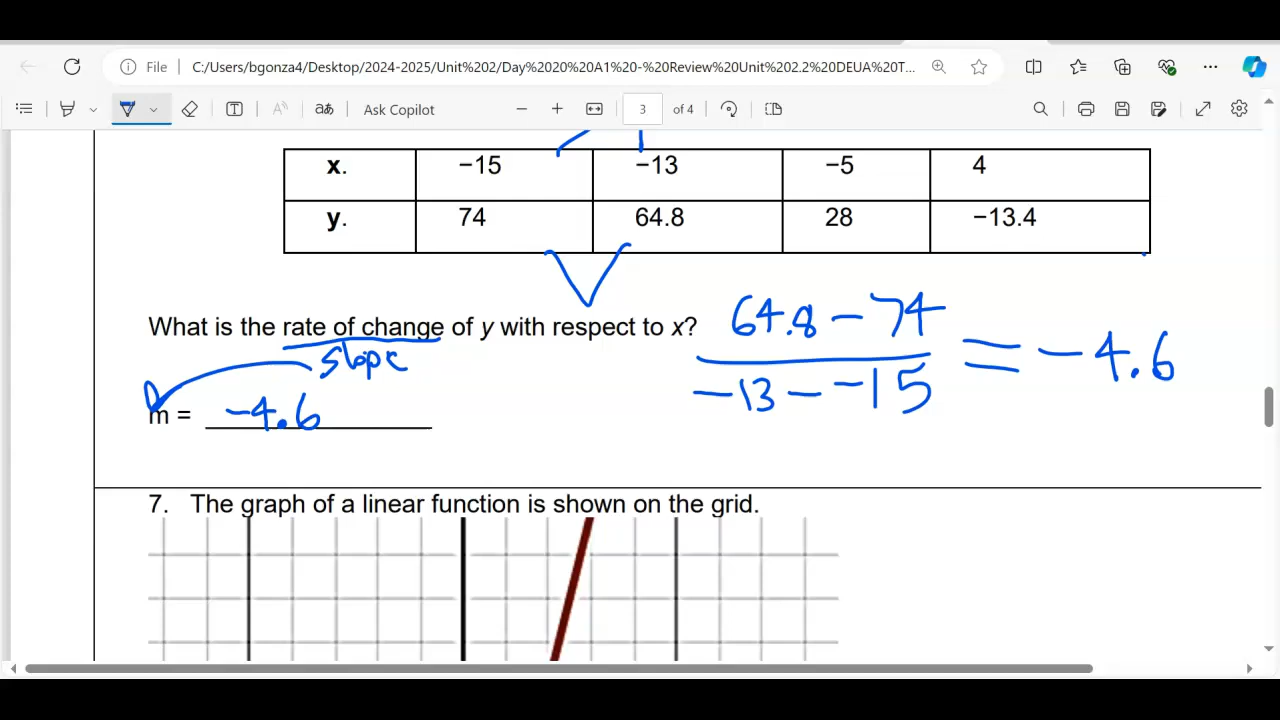 File C:/Users/bgonza4/Desktop/2024-2025/Unit%202/Day%2020%20A1%20-%20Review%20Unit%202.2%20DEUA%20T...
aあ Ask Copilot 3 of 4
x. −15 −13 −5 4
y. 74 64.8 28 −13.4
What is the rate of change of y with respect to x?
64.8 − 74
−13 − −15
= −4.6
slope
m = −4.6
7. The graph of a linear function is shown on the grid.